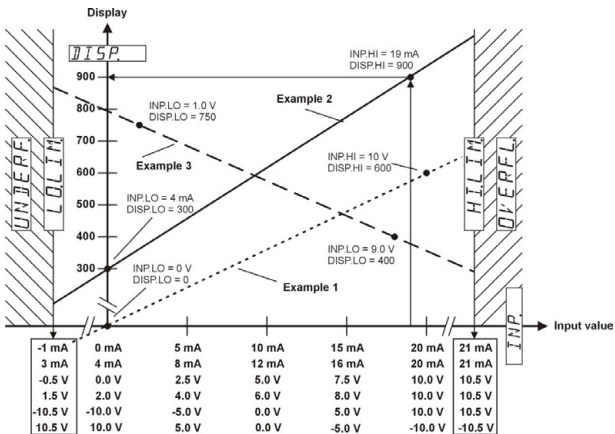 Display
DISP.
INP.HI = 19 mA
DISP.HI = 900
900
INP.LO = 1.0 V
DISP.LO = 750
Example 2
800
700
Example 3
INP.HI = 10 V
DISP.HI = 600
600
UNDERF.
LO.LIM.
HI.LIM.
OVERFL.
INP.LO = 4 mA
DISP.LO = 300
500
400
INP.LO = 9.0 V
DISP.LO = 400
300
INP.LO = 0 V
DISP.LO = 0
Example 1
INP.
Input value
-1 mA 0 mA 5 mA 10 mA 15 mA 20 mA 21 mA
3 mA 4 mA 8 mA 12 mA 16 mA 20 mA 21 mA
-0.5 V 0.0 V 2.5 V 5.0 V 7.5 V 10.0 V 10.5 V
1.5 V 2.0 V 4.0 V 6.0 V 8.0 V 10.0 V 10.5 V
-10.5 V -10.0 V -5.0 V 0.0 V 5.0 V 10.0 V 10.5 V
10.5 V 10.0 V 5.0 V 0.0 V -5.0 V -10.0 V -10.5 V